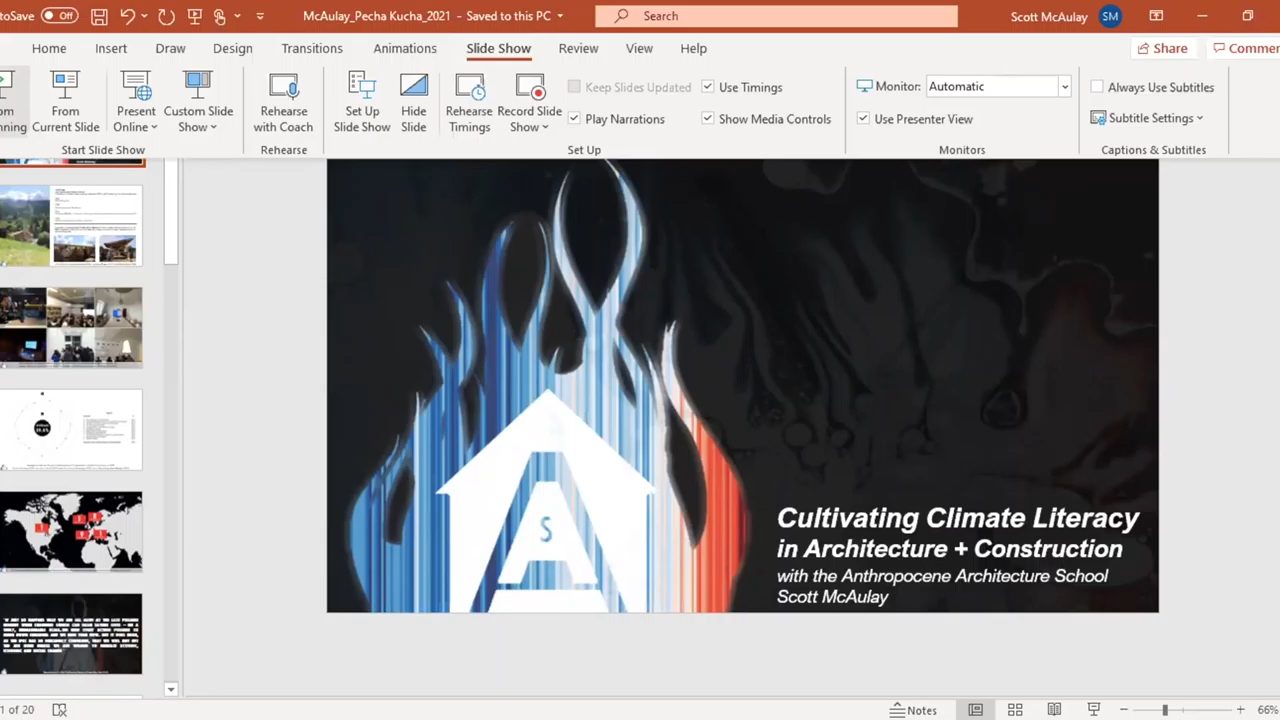 toSave Off McAulay_Pecha Kucha_2021 - Saved to this PC Search Scott McAulay SM
Home Insert Draw Design Transitions Animations Slide Show Review View Help Share Commen
From Current Slide
Present Online
Custom Slide Show
Rehearse with Coach
Set Up Slide Show
Hide Slide
Rehearse Timings
Record Slide Show
Keep Slides Updated
Play Narrations
Use Timings
Show Media Controls
Monitor: Automatic
Use Presenter View
Always Use Subtitles
Subtitle Settings
Start Slide Show Rehearse Set Up Monitors Captions & Subtitles
A
S
Cultivating Climate Literacy
in Architecture + Construction
with the Anthropocene Architecture School
Scott McAulay
1 of 20 Notes 66%